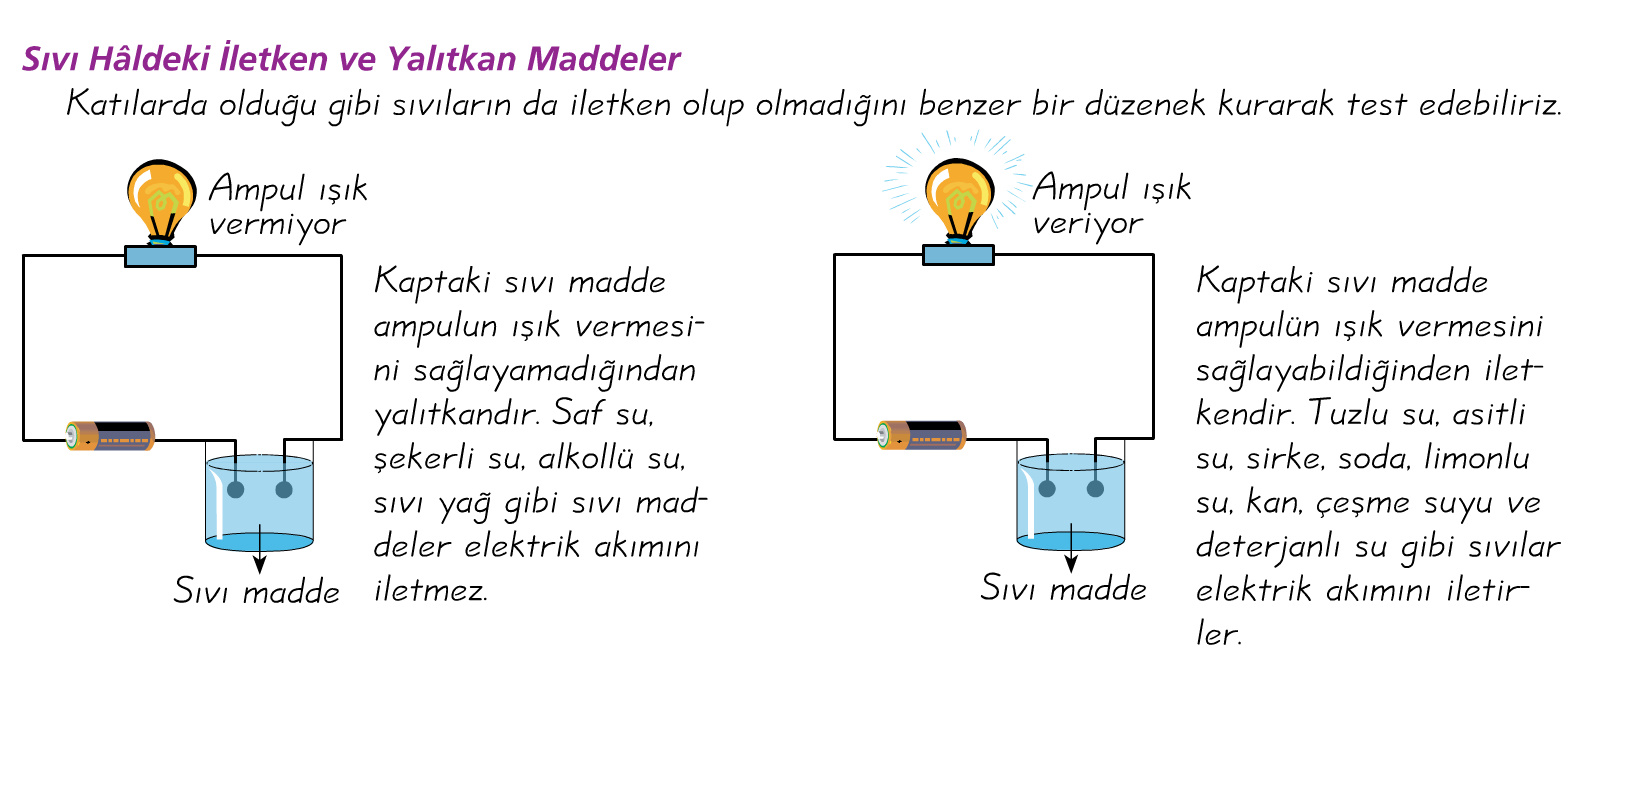 Sıvı Hâldeki İletken ve Yalıtkan Maddeler
Katılarda olduğu gibi sıvıların da iletken olup olmadığını benzer bir düzenek kurarak test edebiliriz.
Ampul ışık
vermiyor
Kaptaki sıvı madde
ampulun ışık vermesi-
ni sağlayamadığından
yalıtkandır. Saf su,
şekerli su, alkollü su,
sıvı yağ gibi sıvı mad-
deler elektrik akımını
iletmez.
Sıvı madde
Ampul ışık
veriyor
Kaptaki sıvı madde
ampulün ışık vermesini
sağlayabildiğinden ilet-
kendir. Tuzlu su, asitli
su, sirke, soda, limonlu
su, kan, çeşme suyu ve
deterjanlı su gibi sıvılar
elektrik akımını iletir-
ler.
Sıvı madde